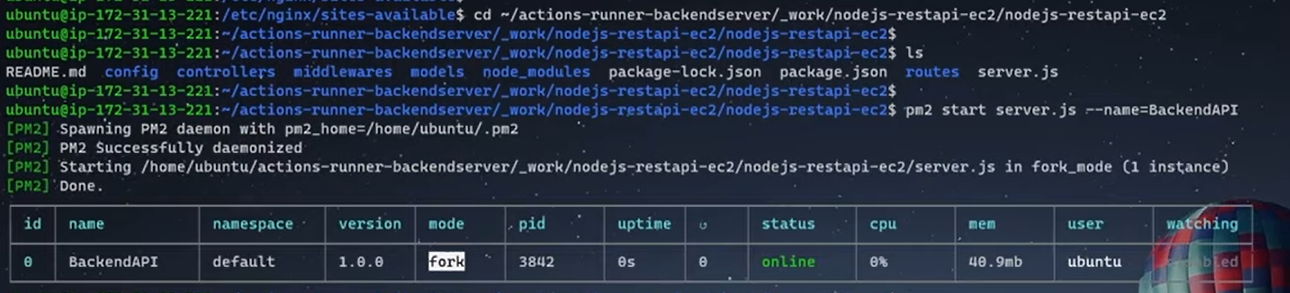 ubuntu@ip-172-31-13-221:/etc/nginx/sites-available$ cd ~/actions-runner-backendserver/_work/nodejs-restapi-ec2/nodejs-restapi-ec2
ubuntu@ip-172-31-13-221:~/actions-runner-backendserver/_work/nodejs-restapi-ec2/nodejs-restapi-ec2$
ubuntu@ip-172-31-13-221:~/actions-runner-backendserver/_work/nodejs-restapi-ec2/nodejs-restapi-ec2$ ls
README.md config controllers middlewares models node_modules package-lock.json package.json routes server.js
ubuntu@ip-172-31-13-221:~/actions-runner-backendserver/_work/nodejs-restapi-ec2/nodejs-restapi-ec2$
ubuntu@ip-172-31-13-221:~/actions-runner-backendserver/_work/nodejs-restapi-ec2/nodejs-restapi-ec2$ pm2 start server.js --name=BackendAPI
[PM2] Spawning PM2 daemon with pm2_home=/home/ubuntu/.pm2
[PM2] PM2 Successfully daemonized
[PM2] Starting /home/ubuntu/actions-runner-backendserver/_work/nodejs-restapi-ec2/nodejs-restapi-ec2/server.js in fork_mode (1 instance)
[PM2] Done.
id name namespace version mode pid uptime ↺ status cpu mem user watching
0 BackendAPI default 1.0.0 fork 3842 0s 0 online 0% 40.9mb ubuntu